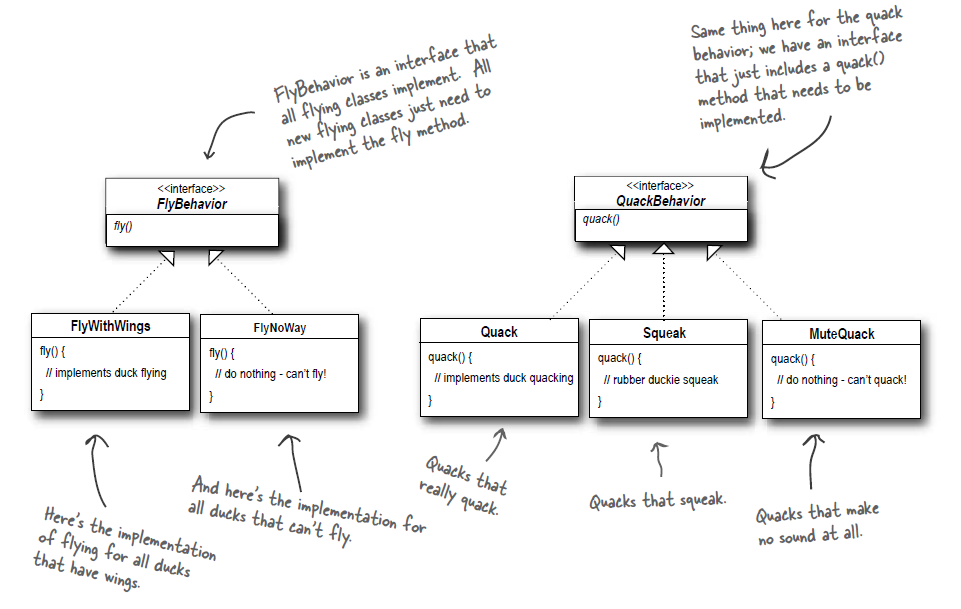 FlyBehavior is an interface that
all flying classes implement. All
new flying classes just need to
implement the fly method.
Same thing here for the quack
behavior; we have an interface
that just includes a quack()
method that needs to be
implemented.
<<interface>>
FlyBehavior
fly()
<<interface>>
QuackBehavior
quack()
FlyWithWings
fly() {
// implements duck flying
}
FlyNoWay
fly() {
// do nothing - can't fly!
}
Quack
quack() {
// implements duck quacking
}
Squeak
quack() {
// rubber duckie squeak
}
MuteQuack
quack() {
// do nothing - can't quack!
}
Here's the implementation
of flying for all ducks
that have wings.
And here's the implementation for
all ducks that can't fly.
Quacks that
really quack.
Quacks that squeak.
Quacks that make
no sound at all.